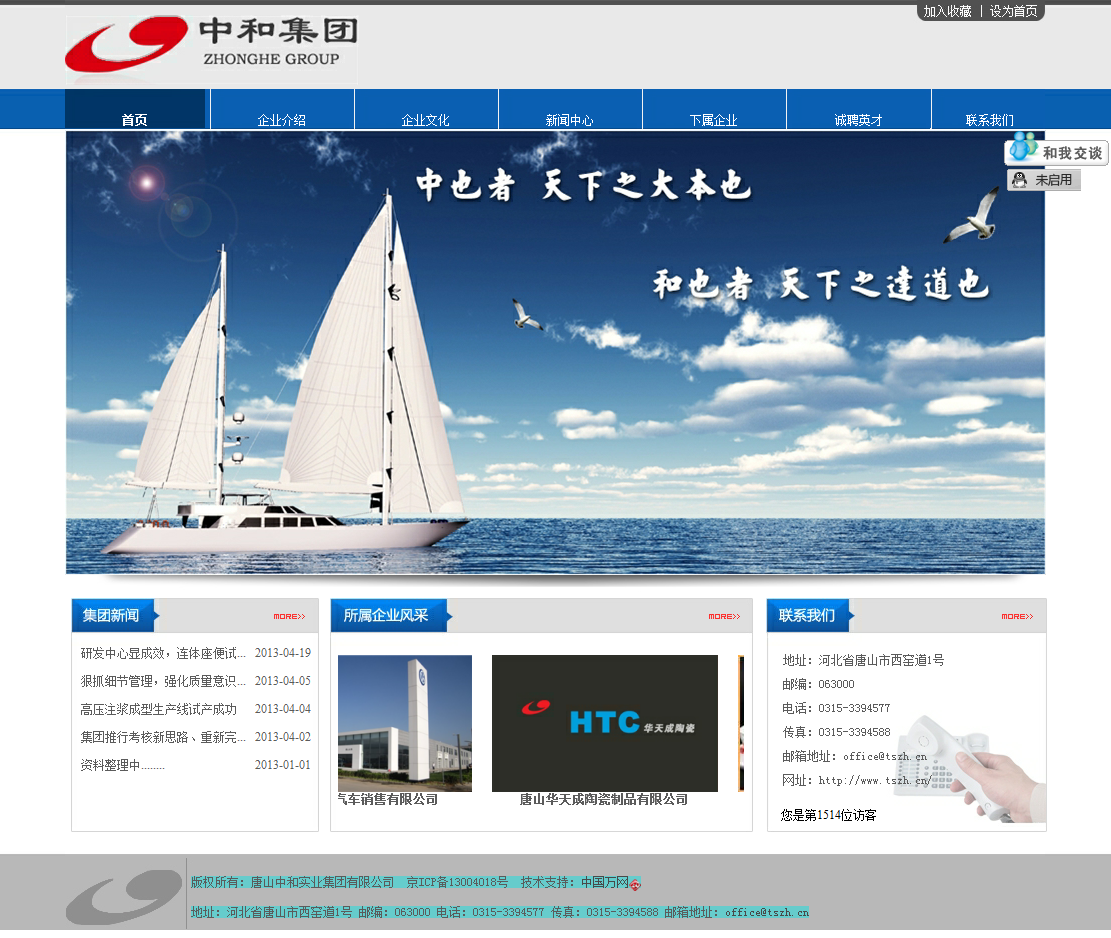 加入收藏 | 设为首页
中和集团
ZHONGHE GROUP
首页 企业介绍 企业文化 新闻中心 下属企业 诚聘英才 联系我们
和我交谈
未启用
中也者 天下之大本也
和也者 天下之达道也
集团新闻 MORE>>
研发中心显成效，连体座便试... 2013-04-19
狠抓细节管理，强化质量意识... 2013-04-05
高压注浆成型生产线试产成功 2013-04-04
集团推行考核新思路、重新完... 2013-04-02
资料整理中........ 2013-01-01
所属企业风采 MORE>>
HTC 华天成陶瓷
汽车销售有限公司 唐山华天成陶瓷制品有限公司
联系我们 MORE>>
地址：河北省唐山市西窑道1号
邮编：063000
电话：0315-3394577
传真：0315-3394588
邮箱地址：office@tszh.cn
网址：http://www.tszh.cn/
您是第1514位访客
版权所有：唐山中和实业集团有限公司 京ICP备13004018号 技术支持：中国万网
地址：河北省唐山市西窑道1号 邮编：063000 电话：0315-3394577 传真：0315-3394588 邮箱地址：office@tszh.cn